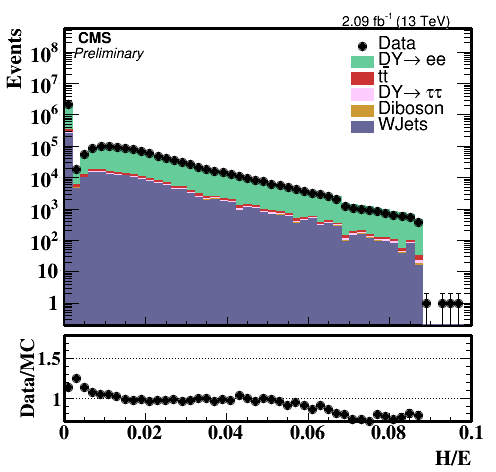 2.09 fb⁻¹ (13 TeV)
Events
CMS
Preliminary
Data
DY→ ee
tt̄
DY→ ττ
Diboson
WJets
10⁸
10⁷
10⁶
10⁵
10⁴
10³
10²
10
1
Data/MC
1.5
1
0
0.02
0.04
0.06
0.08
0.1
H/E